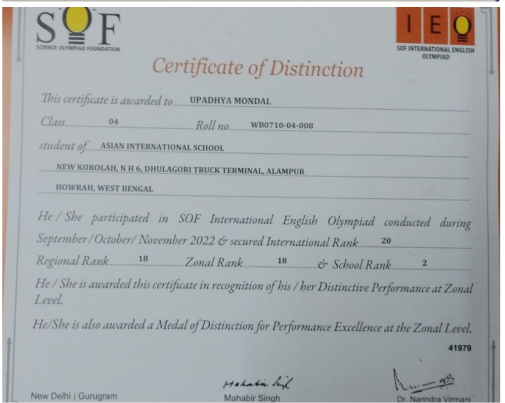 SOF
SCIENCE OLYMPIAD FOUNDATION
IEO
SOF INTERNATIONAL ENGLISH
OLYMPIAD
Certificate of Distinction
This certificate is awarded to UPADHYA MONDAL
Class 04 Roll no WB0710-04-008
student of ASIAN INTERNATIONAL SCHOOL
NEW KOROLAH, N H 6, DHULAGORI TRUCK TERMINAL, ALAMPUR
HOWRAH, WEST BENGAL
He / She participated in SOF International English Olympiad conducted during
September/October/November 2022 & secured International Rank 20
Regional Rank 18 Zonal Rank 18 & School Rank 2
He / She is awarded this certificate in recognition of his / her Distinctive Performance at Zonal
Level.
He/She is also awarded a Medal of Distinction for Performance Excellence at the Zonal Level.
41979
Mahabir Singh
New Delhi | Gurugram
Mahabir Singh
Dr. Narindra Virmani